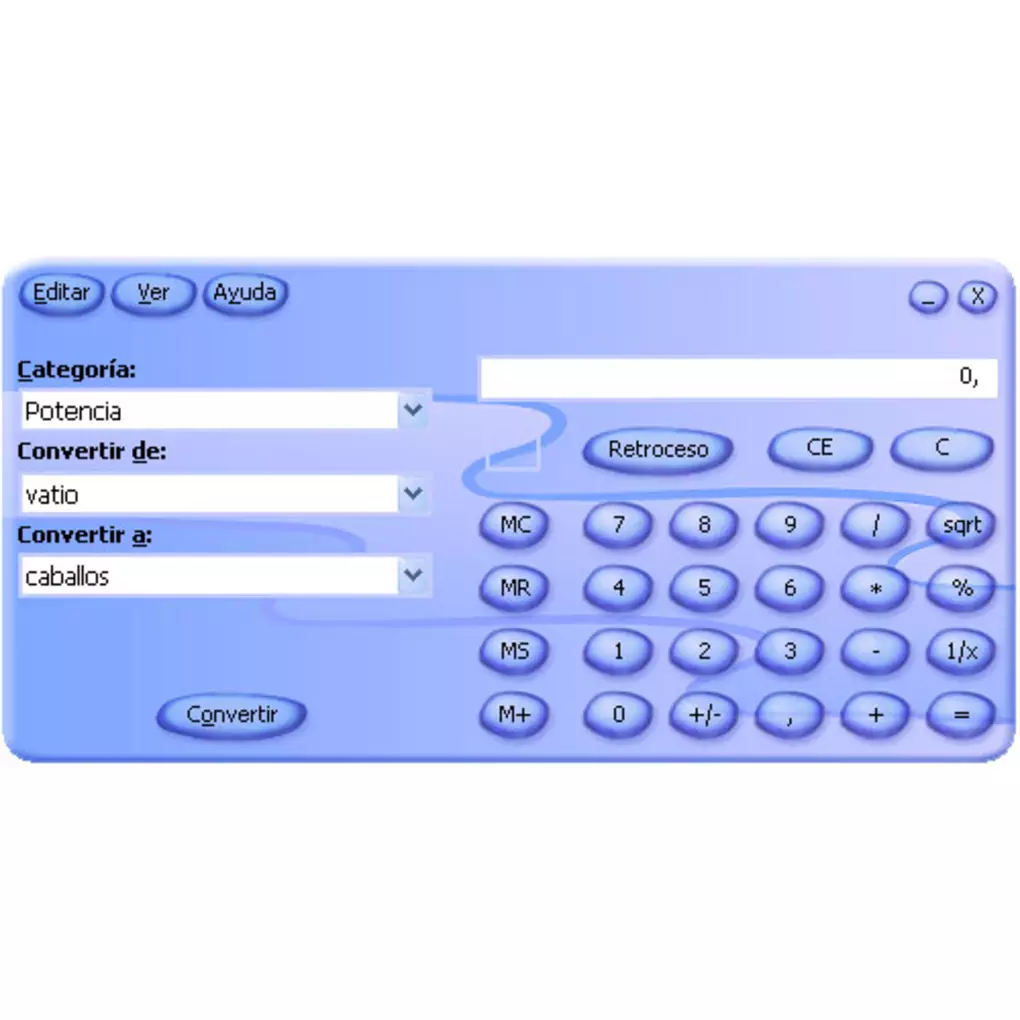 Editar Ver Ayuda _ X
Categoría:
0,
Potencia
Convertir de:
Retroceso CE C
vatio
MC 7 8 9 / sqrt
Convertir a:
caballos
MR 4 5 6 * %
MS 1 2 3 - 1/x
Convertir
M+ 0 +/- , + =